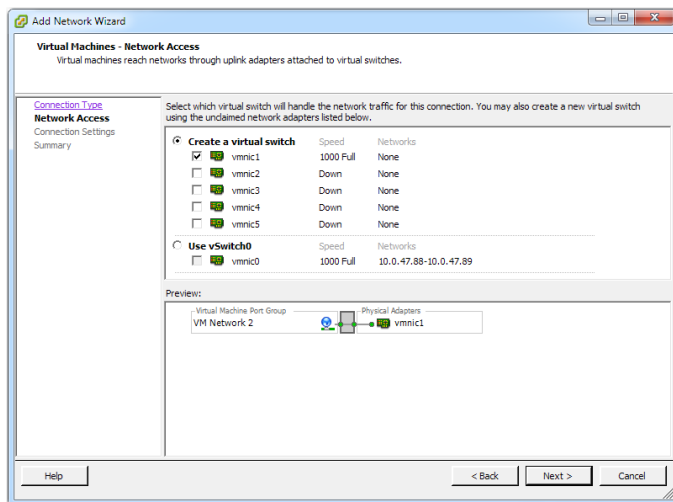 Add Network Wizard
Virtual Machines - Network Access
Virtual machines reach networks through uplink adapters attached to virtual switches.
Connection Type
Network Access
Connection Settings
Summary
Select which virtual switch will handle the network traffic for this connection. You may also create a new virtual switch
using the unclaimed network adapters listed below.
Create a virtual switch Speed Networks
vmnic1 1000 Full None
vmnic2 Down None
vmnic3 Down None
vmnic4 Down None
vmnic5 Down None
Use vSwitch0 Speed Networks
vmnic0 1000 Full 10.0.47.88-10.0.47.89
Preview:
Virtual Machine Port Group Physical Adapters
VM Network 2 vmnic1
Help < Back Next > Cancel